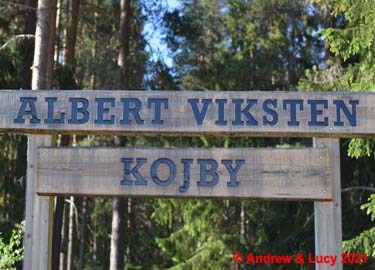 ALBERT VIKSTEN
KOJBY
© Andrew & Lucy 2021